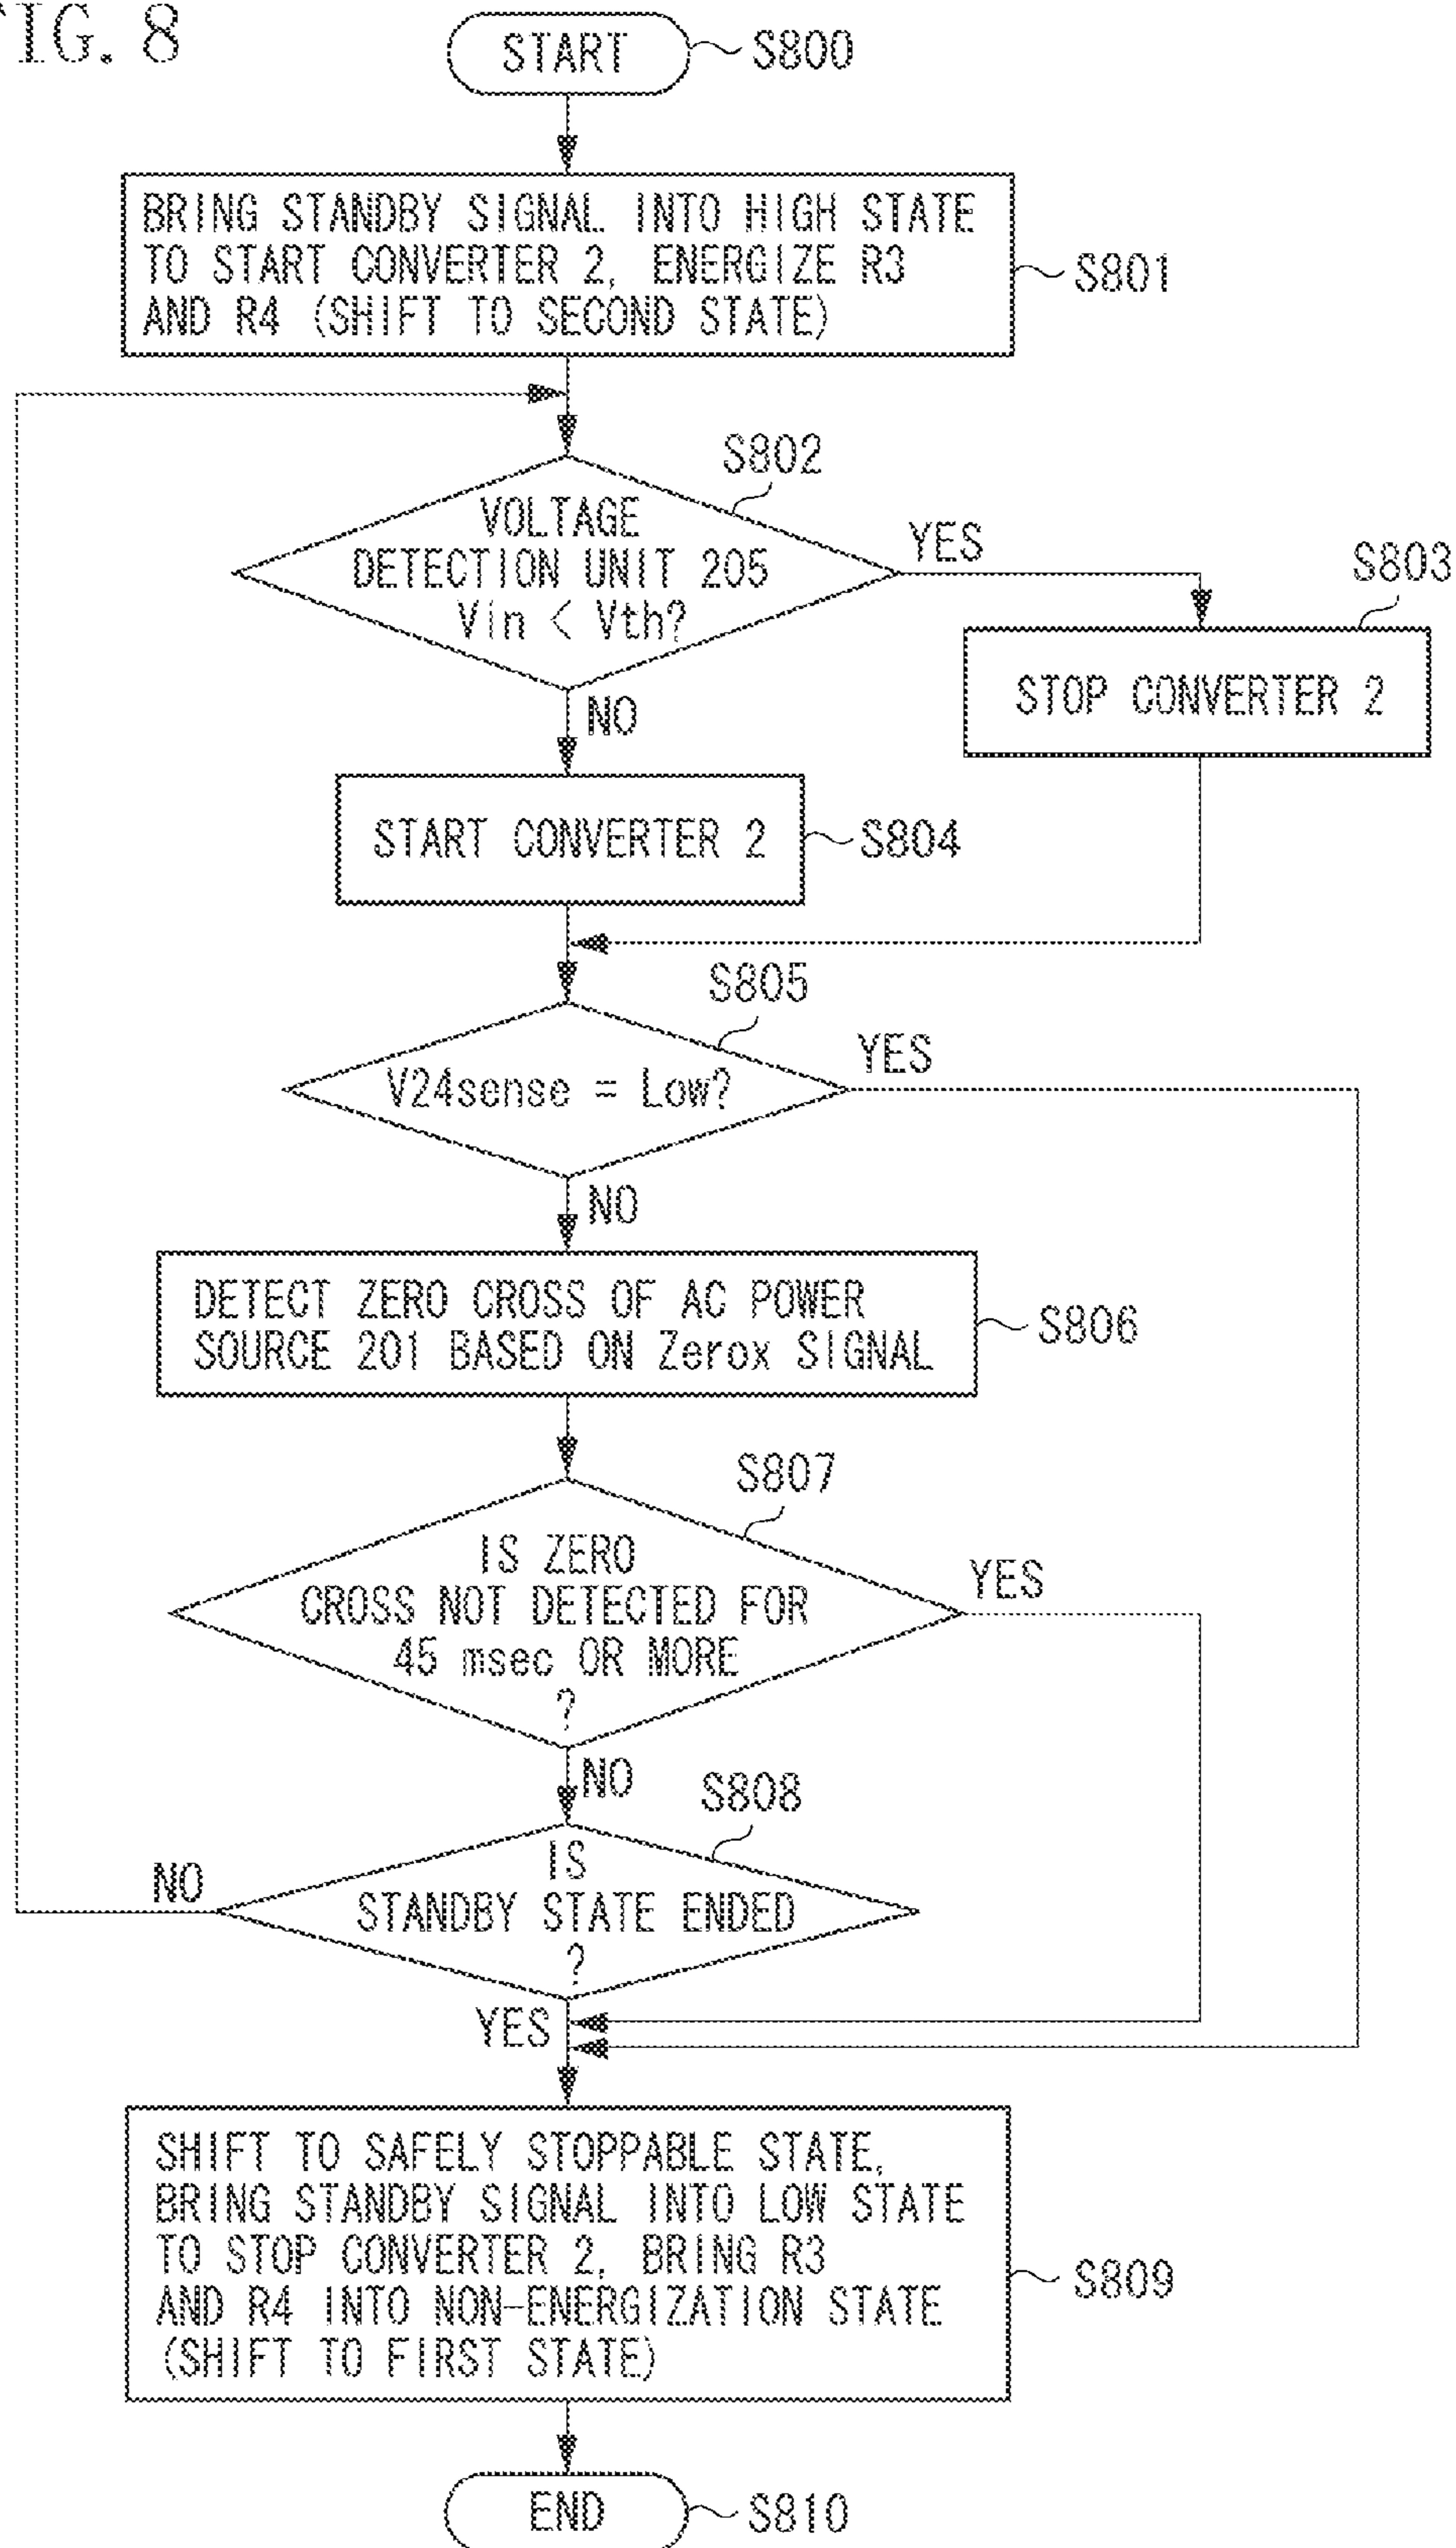 FIG. 8
START
S800
BRING STANDBY SIGNAL INTO HIGH STATE
TO START CONVERTER 2, ENERGIZE R3
AND R4 (SHIFT TO SECOND STATE)
S801
S802
VOLTAGE
DETECTION UNIT 205
Vin < Vth?
YES
S803
STOP CONVERTER 2
NO
START CONVERTER 2
S804
S805
V24sense = Low?
YES
NO
DETECT ZERO CROSS OF AC POWER
SOURCE 201 BASED ON Zerox SIGNAL
S806
S807
IS ZERO
CROSS NOT DETECTED FOR
45 msec OR MORE
?
YES
NO
S808
IS
STANDBY STATE ENDED
?
NO
YES
SHIFT TO SAFELY STOPPABLE STATE,
BRING STANDBY SIGNAL INTO LOW STATE
TO STOP CONVERTER 2, BRING R3
AND R4 INTO NON-ENERGIZATION STATE
(SHIFT TO FIRST STATE)
S809
END
S810